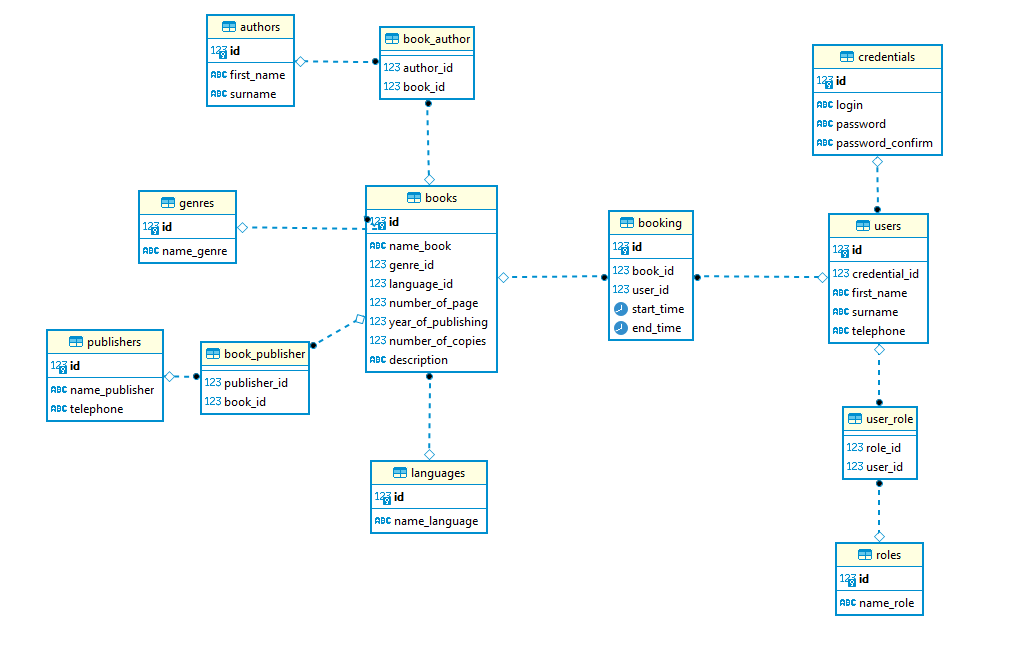 authors
123 id
ABC first_name
ABC surname
book_author
123 author_id
123 book_id
credentials
123 id
ABC login
ABC password
ABC password_confirm
genres
123 id
ABC name_genre
books
123 id
ABC name_book
123 genre_id
123 language_id
123 number_of_page
123 year_of_publishing
123 number_of_copies
ABC description
booking
123 id
123 book_id
123 user_id
start_time
end_time
users
123 id
123 credential_id
ABC first_name
ABC surname
ABC telephone
publishers
123 id
ABC name_publisher
ABC telephone
book_publisher
123 publisher_id
123 book_id
languages
123 id
ABC name_language
user_role
123 role_id
123 user_id
roles
123 id
ABC name_role